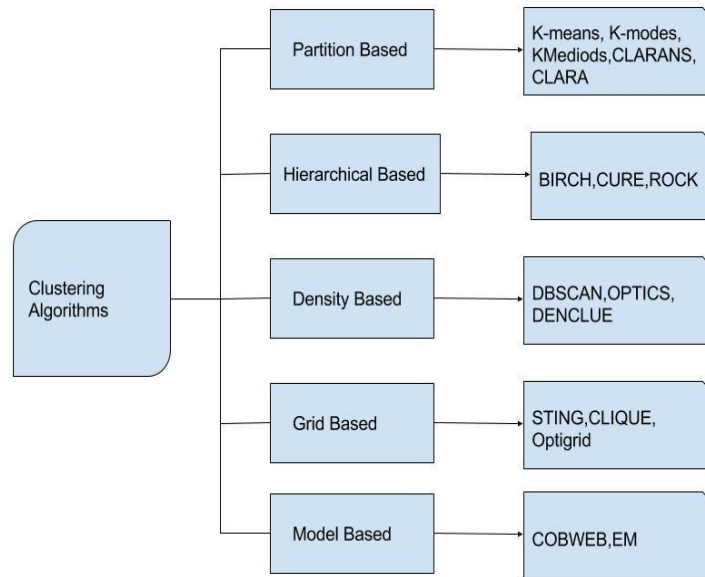 Clustering
Algorithms
Partition Based
K-means, K-modes,
KMediods,CLARANS,
CLARA
Hierarchical Based
BIRCH,CURE,ROCK
Density Based
DBSCAN,OPTICS,
DENCLUE
Grid Based
STING,CLIQUE,
Optigrid
Model Based
COBWEB,EM